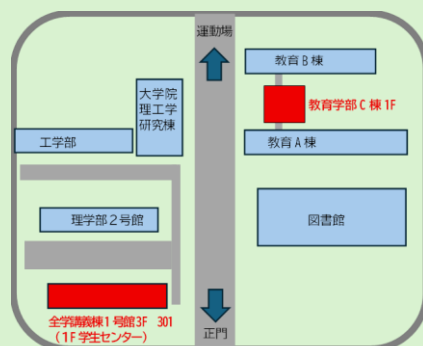 運動場
教育B棟
大学院
理工学
研究棟
教育学部C棟1F
工学部
教育A棟
理学部2号館
図書館
全学講義棟1号館3F 301
(1F学生センター)
正門